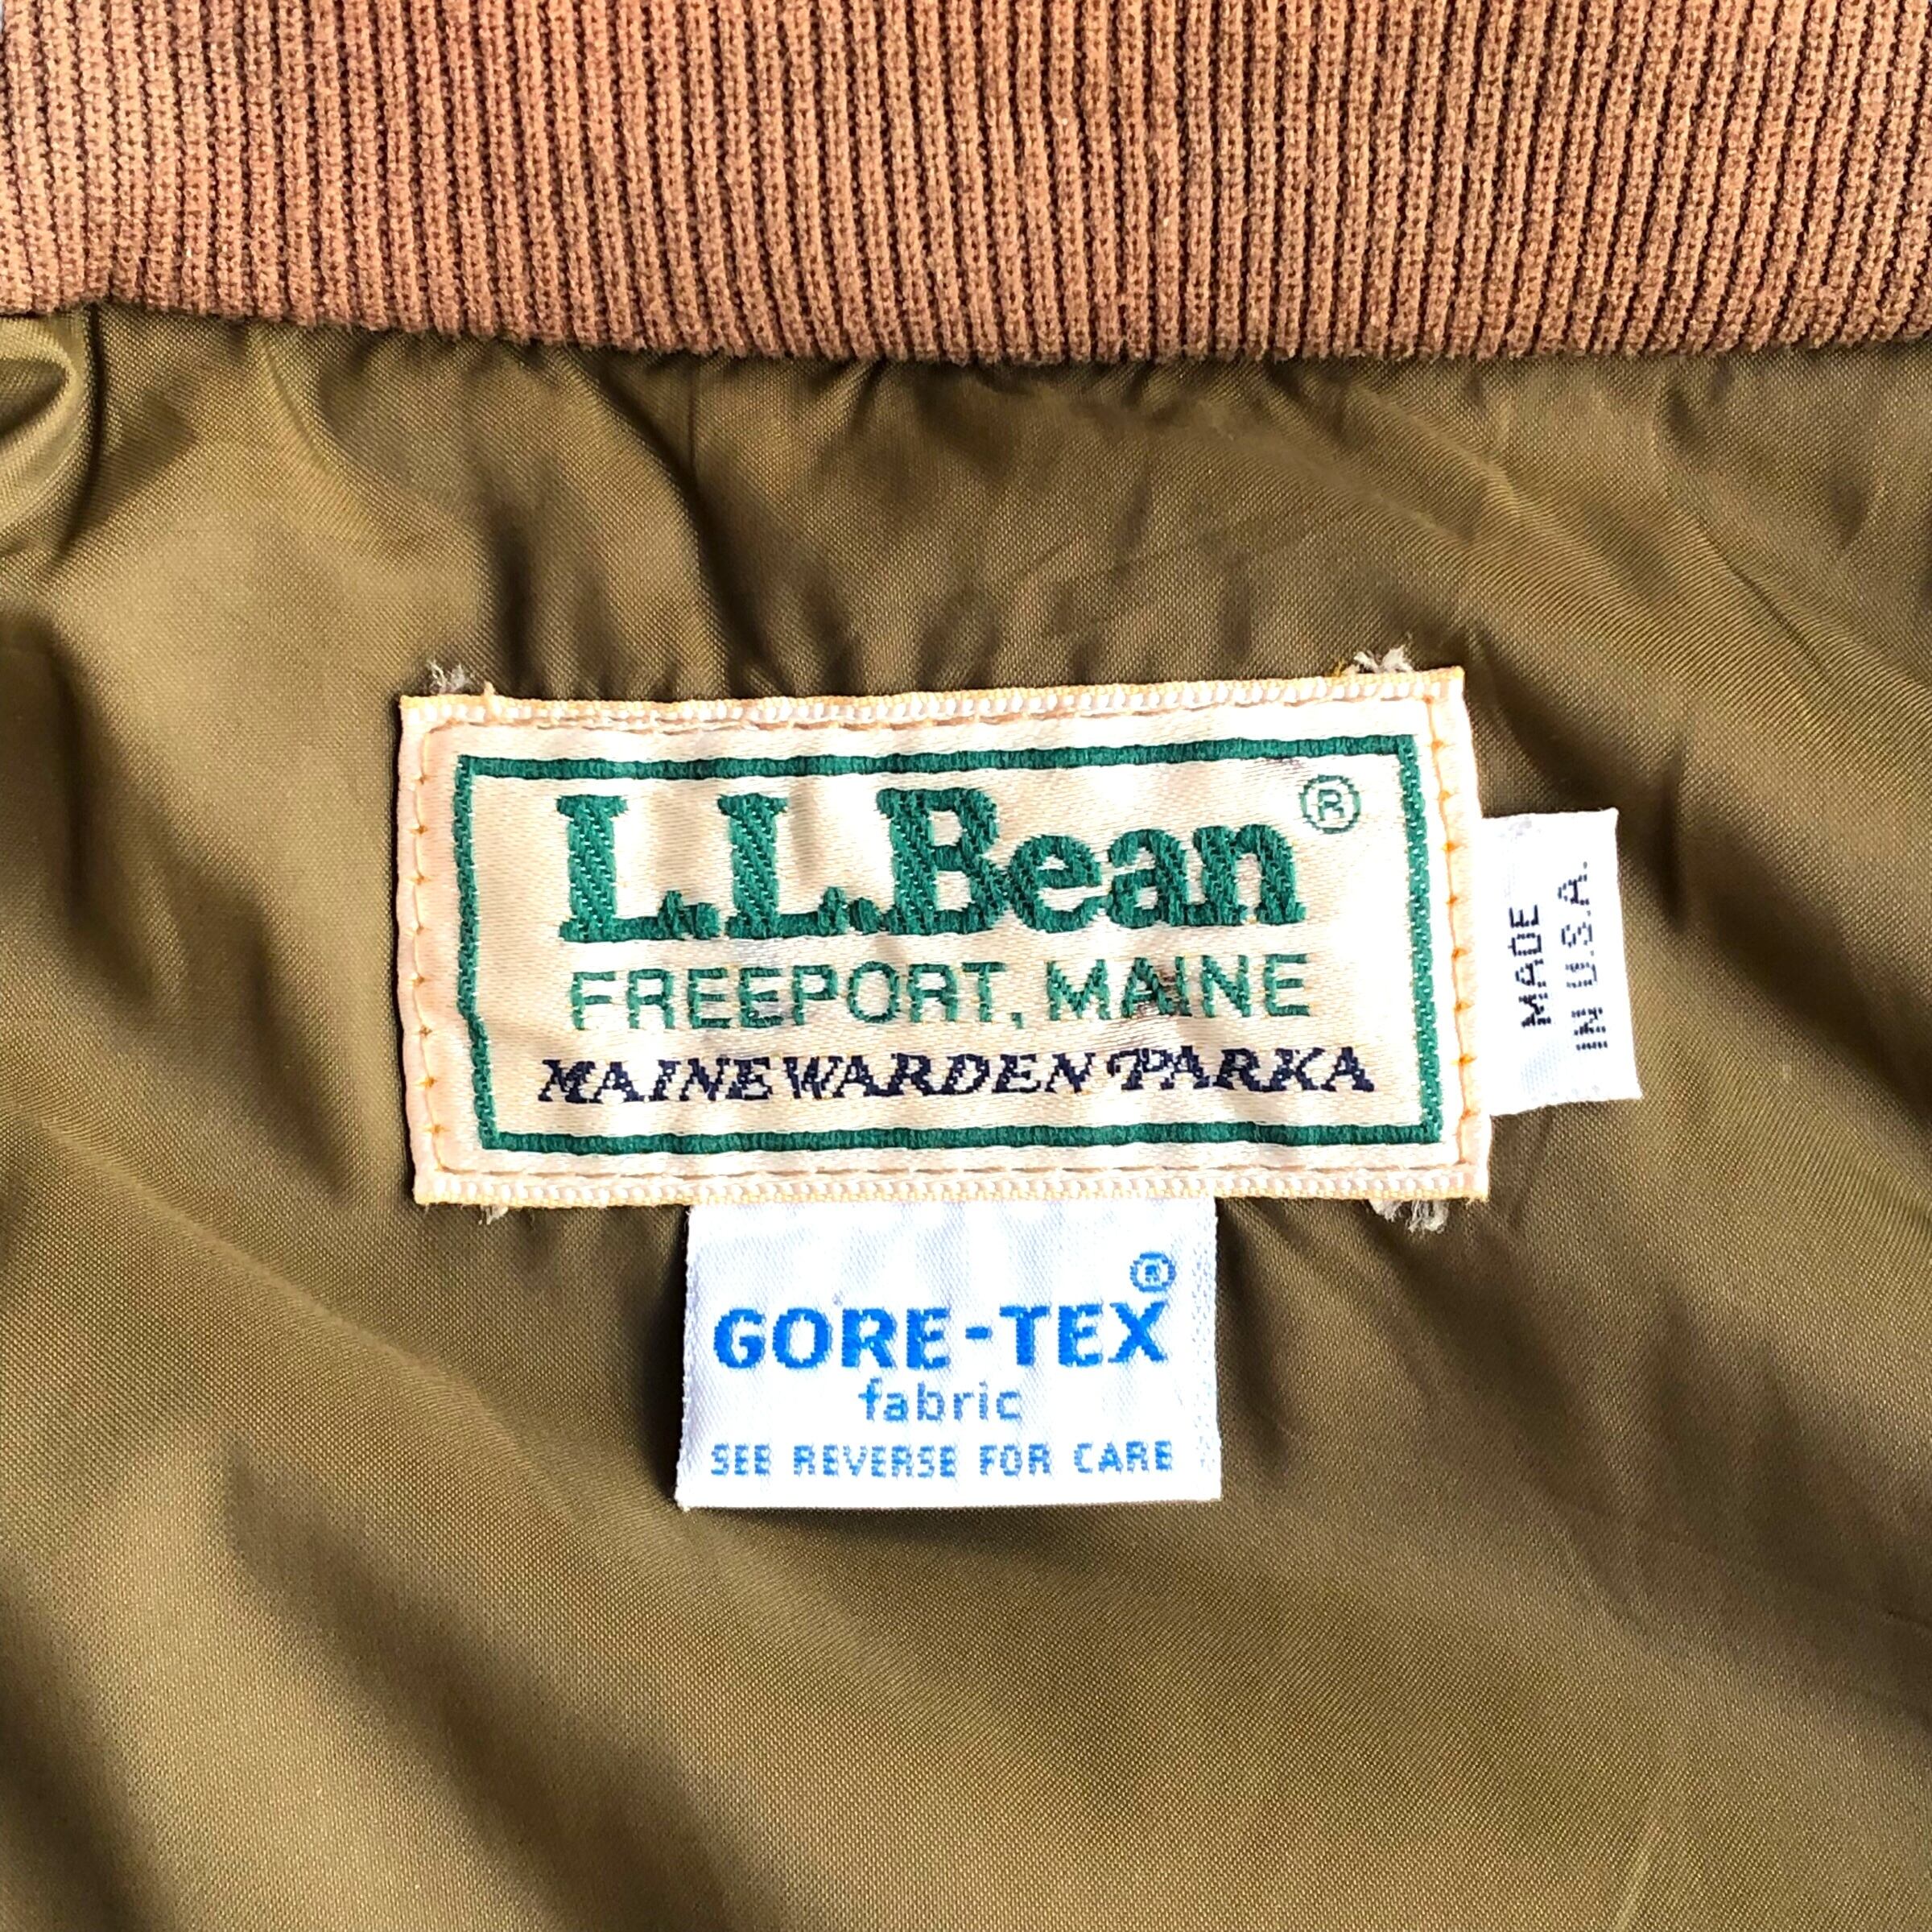 L.L.Bean®
FREEPORT, MAINE
MAINE WARDEN PARKA
MADE
IN U.S.A.
GORE-TEX®
fabric
SEE REVERSE FOR CARE